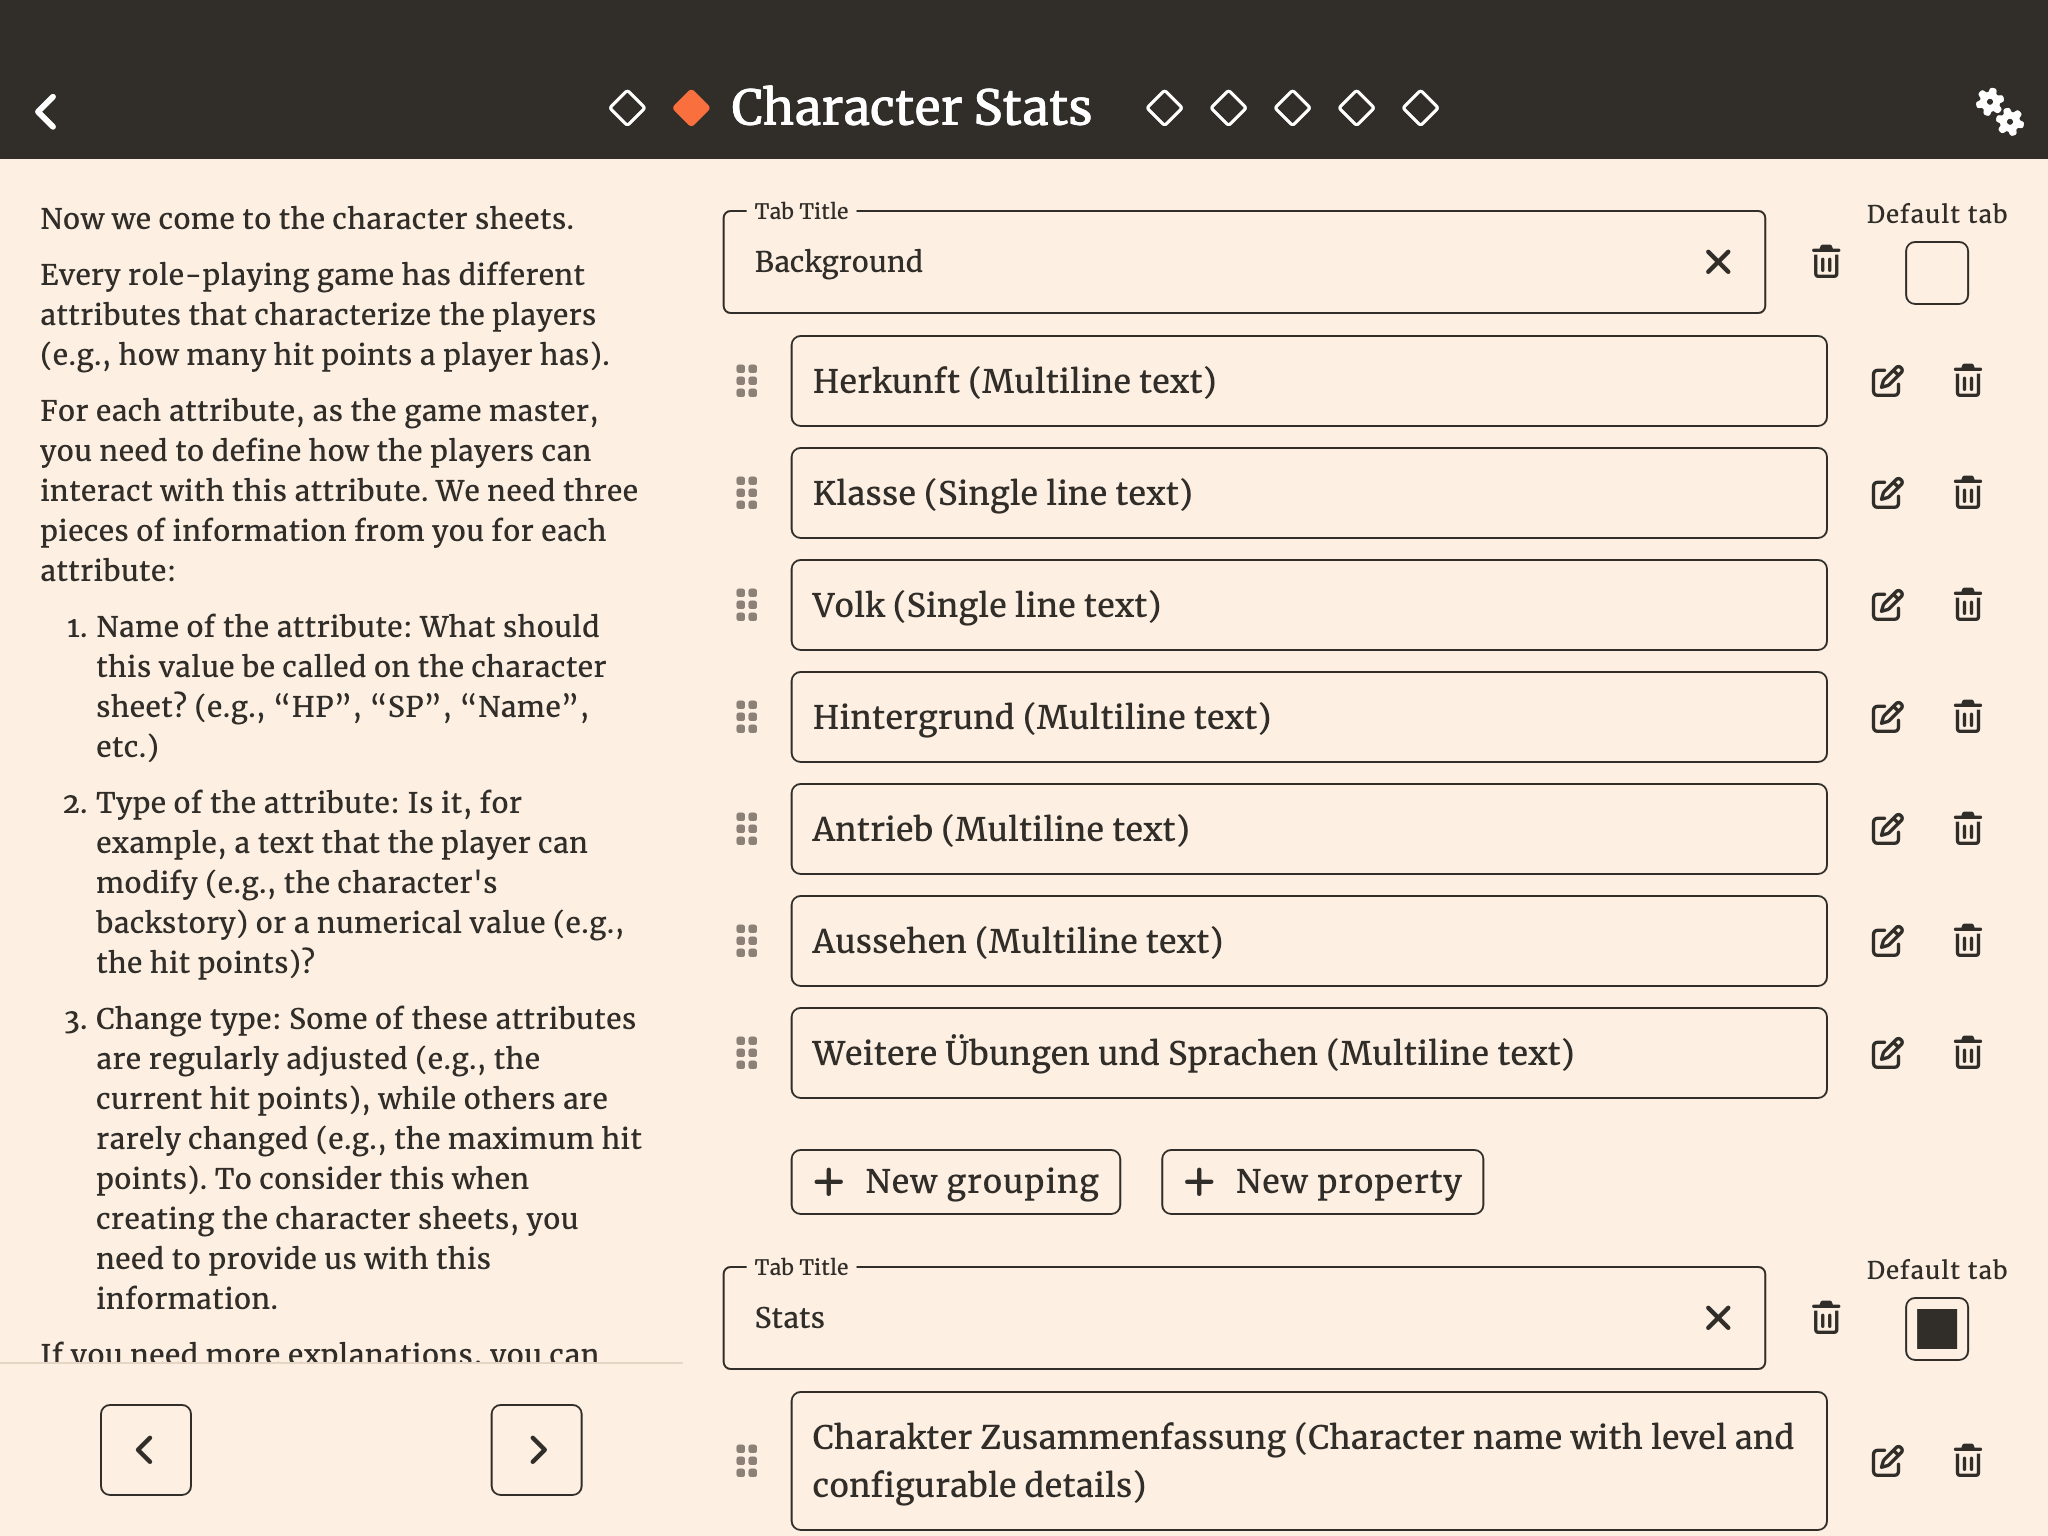 Character Stats
Now we come to the character sheets.
Every role-playing game has different
attributes that characterize the players
(e.g., how many hit points a player has).
For each attribute, as the game master,
you need to define how the players can
interact with this attribute. We need three
pieces of information from you for each
attribute:
1. Name of the attribute: What should
this value be called on the character
sheet? (e.g., “HP”, “SP”, “Name”,
etc.)
2. Type of the attribute: Is it, for
example, a text that the player can
modify (e.g., the character's
backstory) or a numerical value (e.g.,
the hit points)?
3. Change type: Some of these attributes
are regularly adjusted (e.g., the
current hit points), while others are
rarely changed (e.g., the maximum hit
points). To consider this when
creating the character sheets, you
need to provide us with this
information.
If you need more explanations, you can
Tab Title
Background
Default tab
Herkunft (Multiline text)
Klasse (Single line text)
Volk (Single line text)
Hintergrund (Multiline text)
Antrieb (Multiline text)
Aussehen (Multiline text)
Weitere Übungen und Sprachen (Multiline text)
New grouping
New property
Tab Title
Stats
Default tab
Charakter Zusammenfassung (Character name with level and
configurable details)